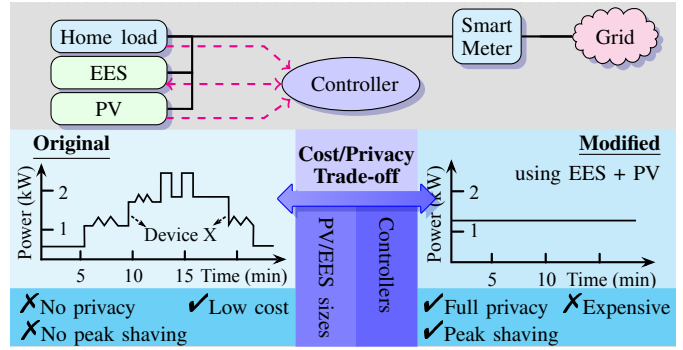 Home load
EES
PV
Controller
Smart
Meter
Grid
Original
Power (kW)
2
1
Device X
5
10
15
Time (min)
Cost/Privacy
Trade-off
PV/EES sizes
Controllers
Modified
using EES + PV
Power (kW)
2
1
5
10
Time (min)
✗No privacy
✓Low cost
✗No peak shaving
✓Full privacy
✗Expensive
✓Peak shaving